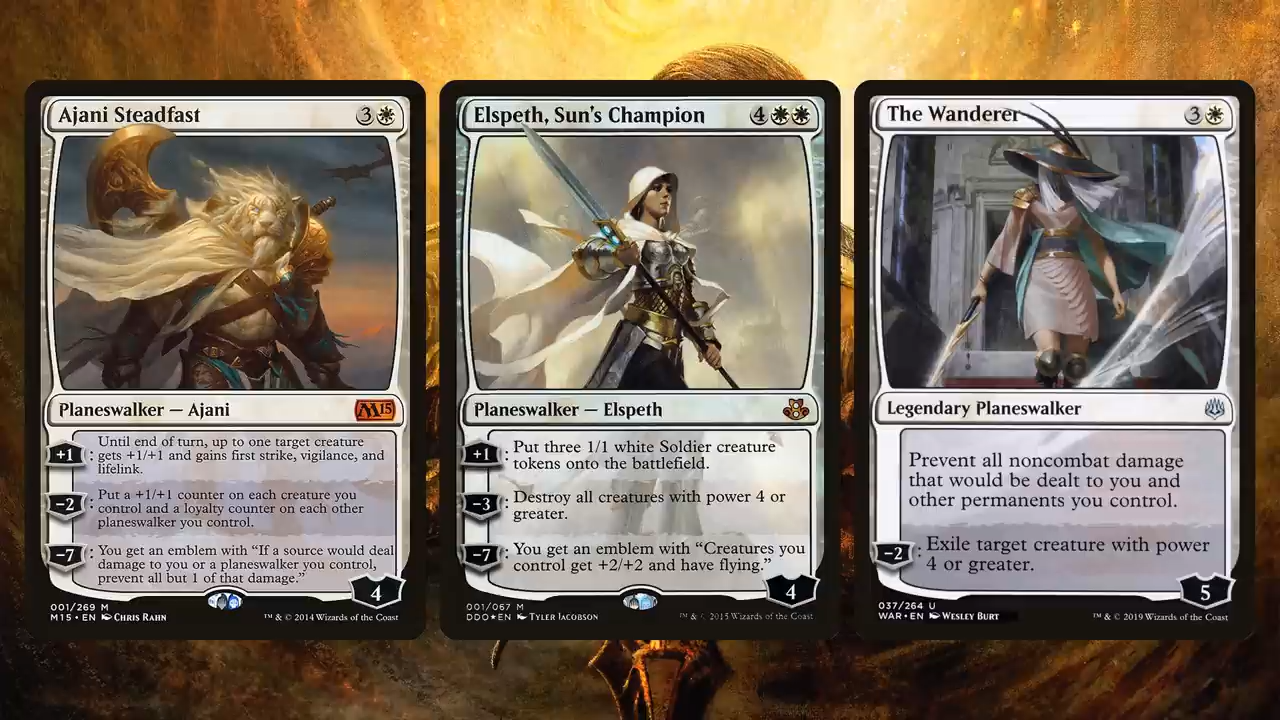 Ajani Steadfast
3
Planeswalker — Ajani
M15
+1
: Until end of turn, up to one target creature
gets +1/+1 and gains first strike, vigilance, and
lifelink.
−2
: Put a +1/+1 counter on each creature you
control and a loyalty counter on each other
planeswalker you control.
−7
: You get an emblem with “If a source would deal
damage to you or a planeswalker you control,
prevent all but 1 of that damage.”
4
001/269 M
M15 • EN Chris Rahn
™ & © 2014 Wizards of the Coast
Elspeth, Sun's Champion
4
Planeswalker — Elspeth
+1
: Put three 1/1 white Soldier creature
tokens onto the battlefield.
−3
: Destroy all creatures with power 4 or
greater.
−7
: You get an emblem with “Creatures you
control get +2/+2 and have flying.”
4
001/067 M
DDO★EN Tyler Jacobson
™ & © 2015 Wizards of the Coast
The Wanderer
3
Legendary Planeswalker
Prevent all noncombat damage
that would be dealt to you and
other permanents you control.
−2
: Exile target creature with power
4 or greater.
5
037/264 U
WAR • EN Wesley Burt
™ & © 2019 Wizards of the Coast